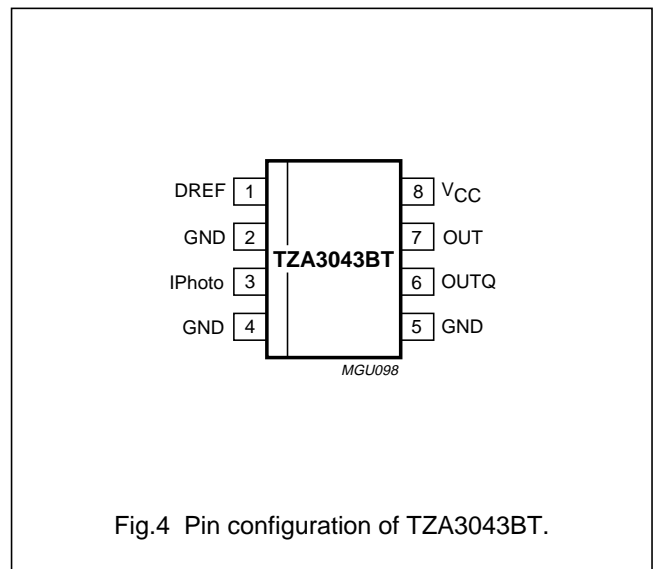 DREF 1 8 VCC
GND 2 7 OUT
TZA3043BT
IPhoto 3 6 OUTQ
GND 4 5 GND
MGU098
Fig.4 Pin configuration of TZA3043BT.